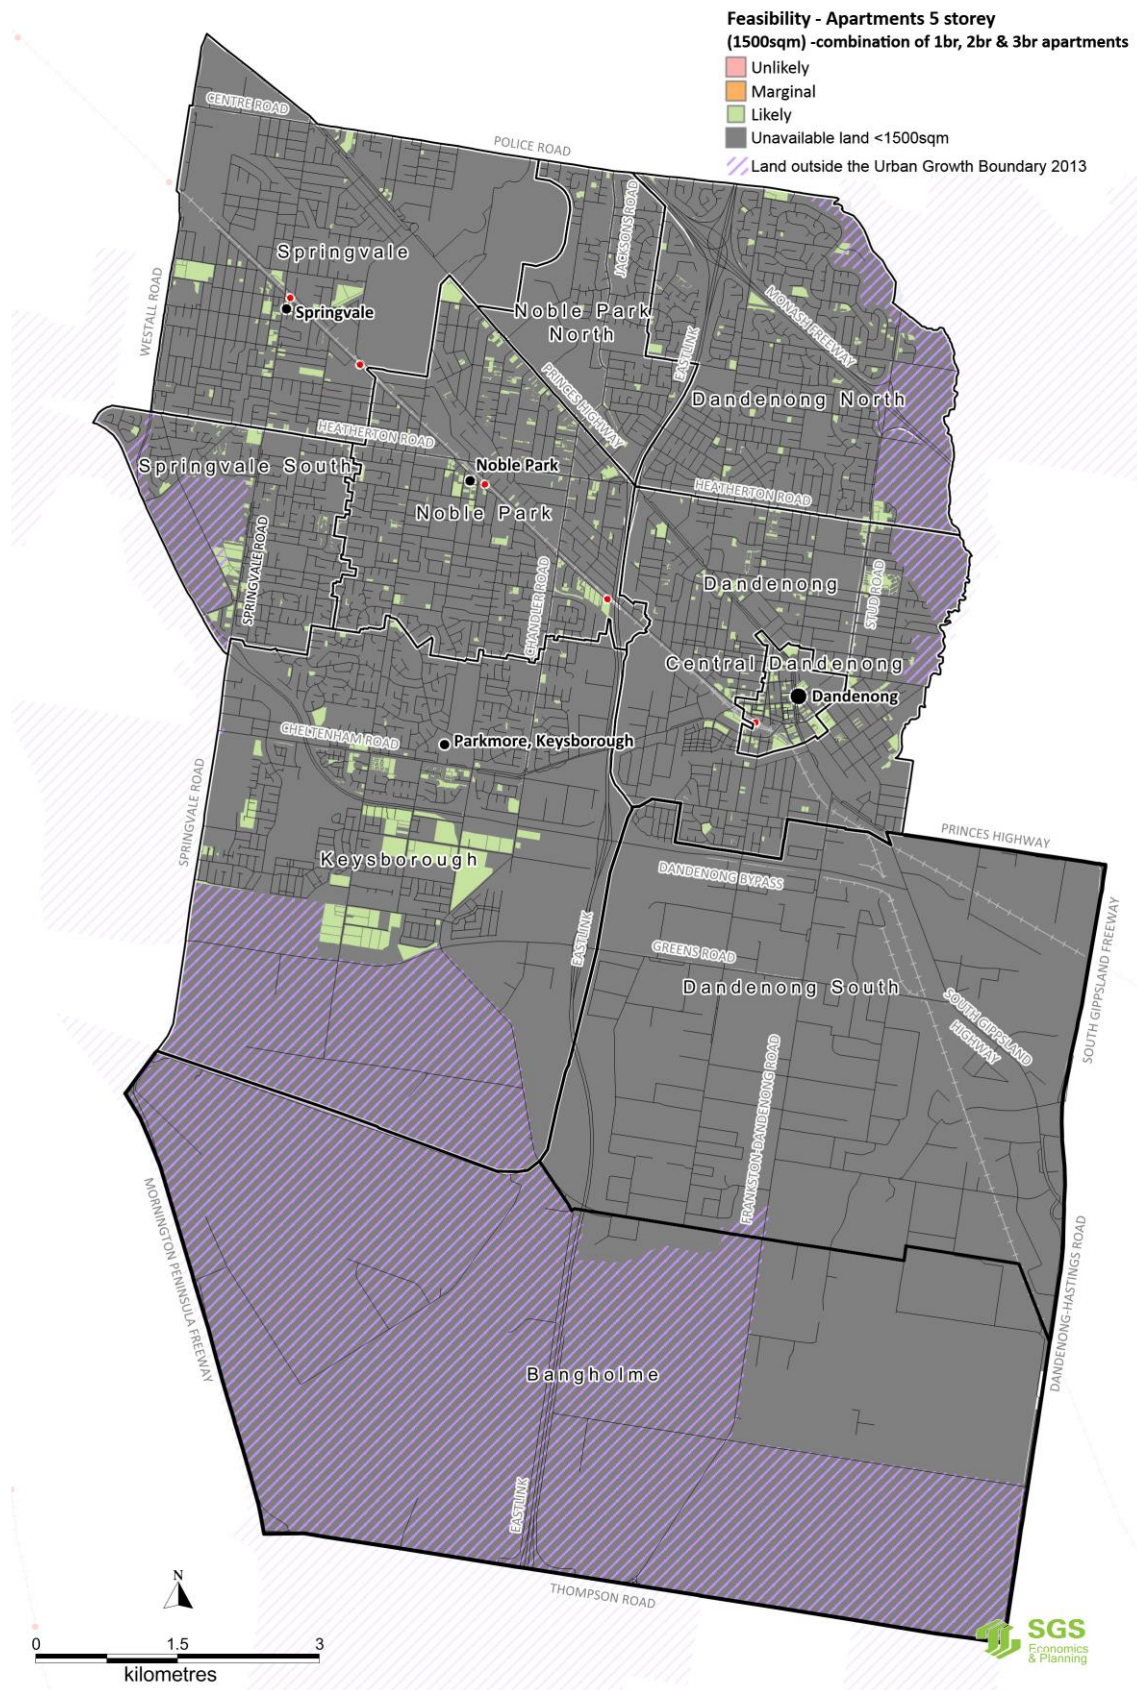 Feasibility - Apartments 5 storey
(1500sqm) -combination of 1br, 2br & 3br apartments
Unlikely
Marginal
Likely
Unavailable land <1500sqm
Land outside the Urban Growth Boundary 2013
CENTRE ROAD
POLICE ROAD
JACKSONS ROAD
Springvale
WESTALL ROAD
Springvale
Noble Park
North
MONASH FREEWAY
EASTLINK
PRINCES HIGHWAY
Dandenong North
HEATHERTON ROAD
Springvale South
Noble Park
HEATHERTON ROAD
Noble Park
SPRINGVALE ROAD
CHANDLER ROAD
Dandenong
STUD ROAD
Central Dandenong
Dandenong
CHELTENHAM ROAD
Parkmore, Keysborough
SPRINGVALE ROAD
PRINCES HIGHWAY
Keysborough
DANDENONG BYPASS
EASTLINK
GREENS ROAD
Dandenong South
SOUTH GIPPSLAND
HIGHWAY
SOUTH GIPPSLAND FREEWAY
FRANKSTON-DANDENONG ROAD
MORNINGTON PENINSULA FREEWAY
DANDENONG-HASTINGS ROAD
Bangholme
EASTLINK
THOMPSON ROAD
N
0 1.5 3
kilometres
SGS
Economics
& Planning